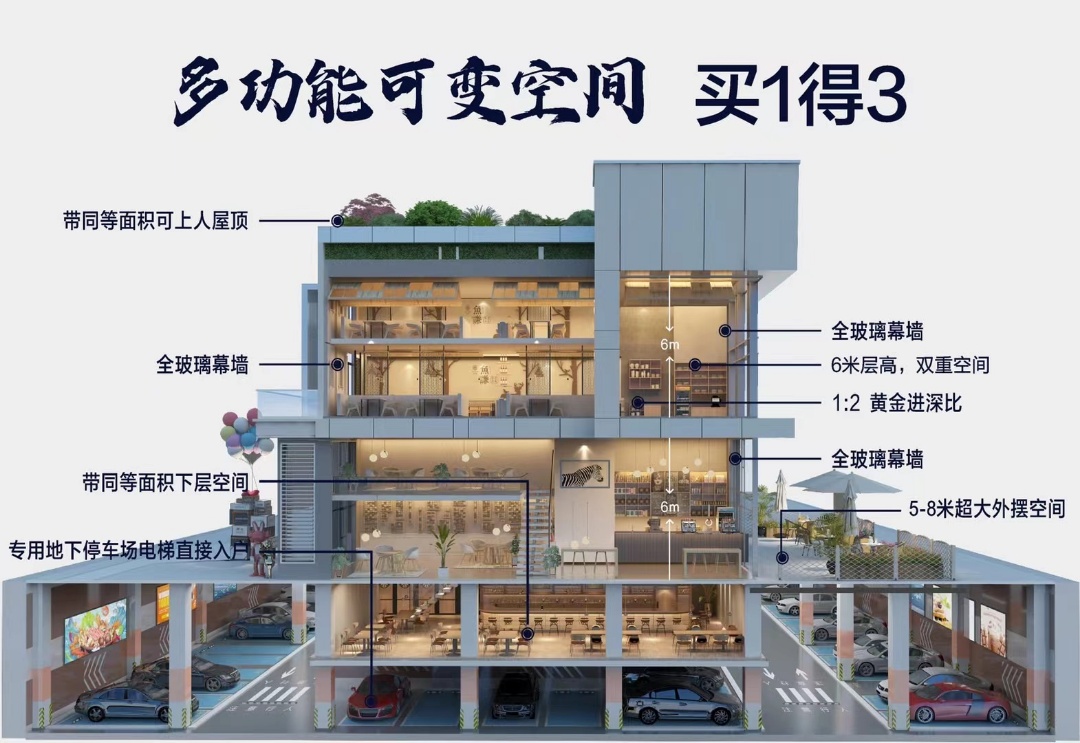 多功能可变空间 买1得3
带同等面积可上人屋顶
全玻璃幕墙
6m
6米层高，双重空间
全玻璃幕墙
1:2 黄金进深比
全玻璃幕墙
带同等面积下层空间
6m
5-8米超大外摆空间
专用地下停车场电梯直接入户